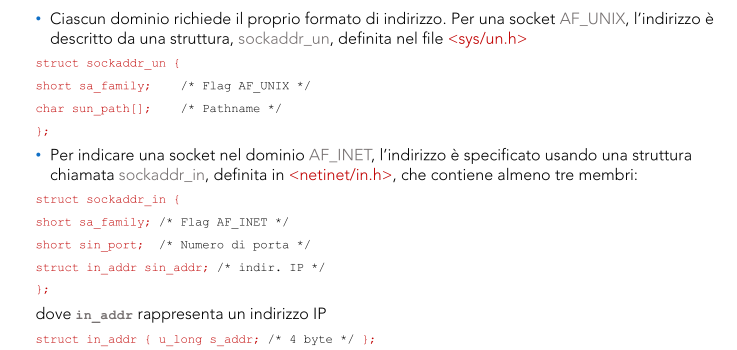 • Ciascun dominio richiede il proprio formato di indirizzo. Per una socket AF_UNIX, l'indirizzo è
descritto da una struttura, sockaddr_un, definita nel file <sys/un.h>
struct sockaddr_un {
short sa_family;    /* Flag AF_UNIX */
char sun_path[];    /* Pathname */
};
• Per indicare una socket nel dominio AF_INET, l'indirizzo è specificato usando una struttura
chiamata sockaddr_in, definita in <netinet/in.h>, che contiene almeno tre membri:
struct sockaddr_in {
short sa_family; /* Flag AF_INET */
short sin_port;  /* Numero di porta */
struct in_addr sin_addr; /* indir. IP */
};
dove in_addr rappresenta un indirizzo IP
struct in_addr { u_long s_addr; /* 4 byte */ };